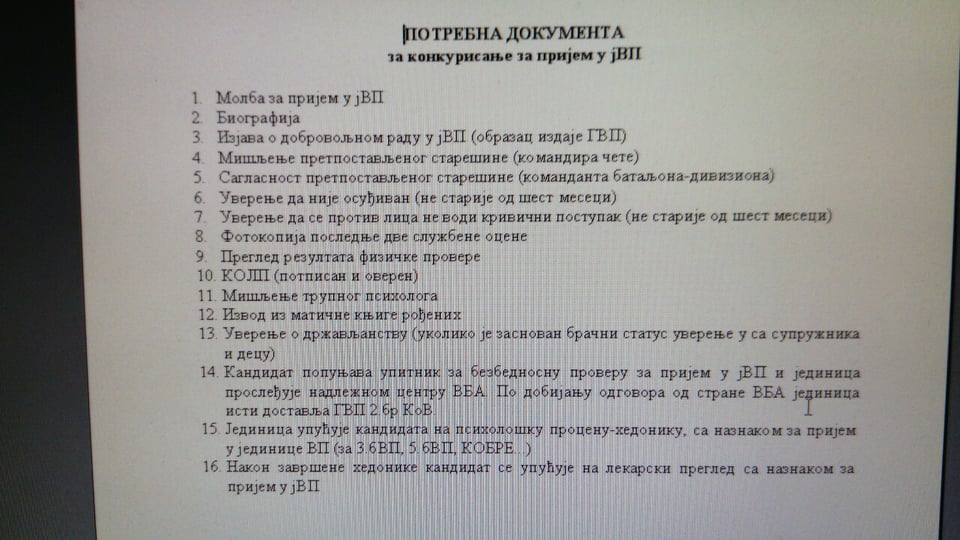 ПОТРЕБНА ДОКУМЕНТА
за конкурисање за пријем у јВП
1. Молба за пријем у јВП
2. Биографија
3. Изјава о добровољном раду у јВП (образац издаје ГВП)
4. Мишљење претпостављеног старешине (командира чете)
5. Сагласност претпостављеног старешине (команданта батаљона-дивизиона)
6. Уверење да није осуђиван (не старије од шест месеци)
7. Уверење да се против лица не води кривични поступак (не старије од шест месеци)
8. Фотокопија последње две службене оцене
9. Преглед резултата физичке провере
10. КОЛП (потписан и оверен)
11. Мишљење трупног психолога
12. Извод из матичне књиге рођених
13. Уверење о држављанству (уколико је заснован брачни статус уверење у са супружника
и децу)
14. Кандидат попуњава упитник за безбедносну проверу за пријем у јВП и јединица
прослеђује надлежном центру ВБА. По добијању одговора од стране ВБА јединица
исти доставља ГВП 2.бр КоВ.
15. Јединица упућује кандидата на психолошку процену-хедонику, са назнаком за пријем
у јединице ВП (за 3.бВП, 5.бВП, КОБРЕ...)
16. Након завршене хедонике кандидат се упућује на лекарски преглед са назнаком за
пријем у јВП